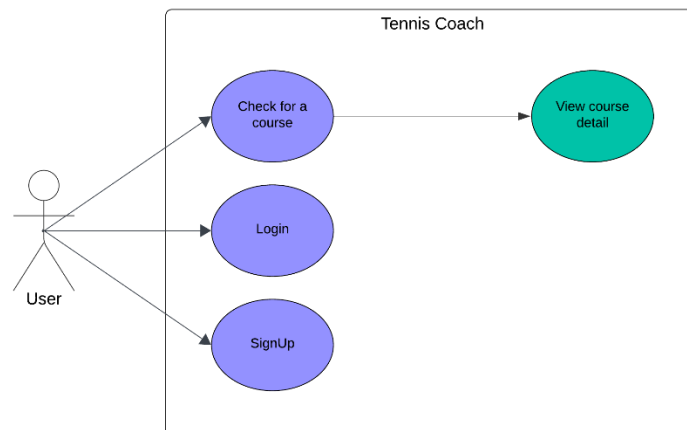 Tennis Coach
Check for a
course
View course
detail
Login
User
SignUp